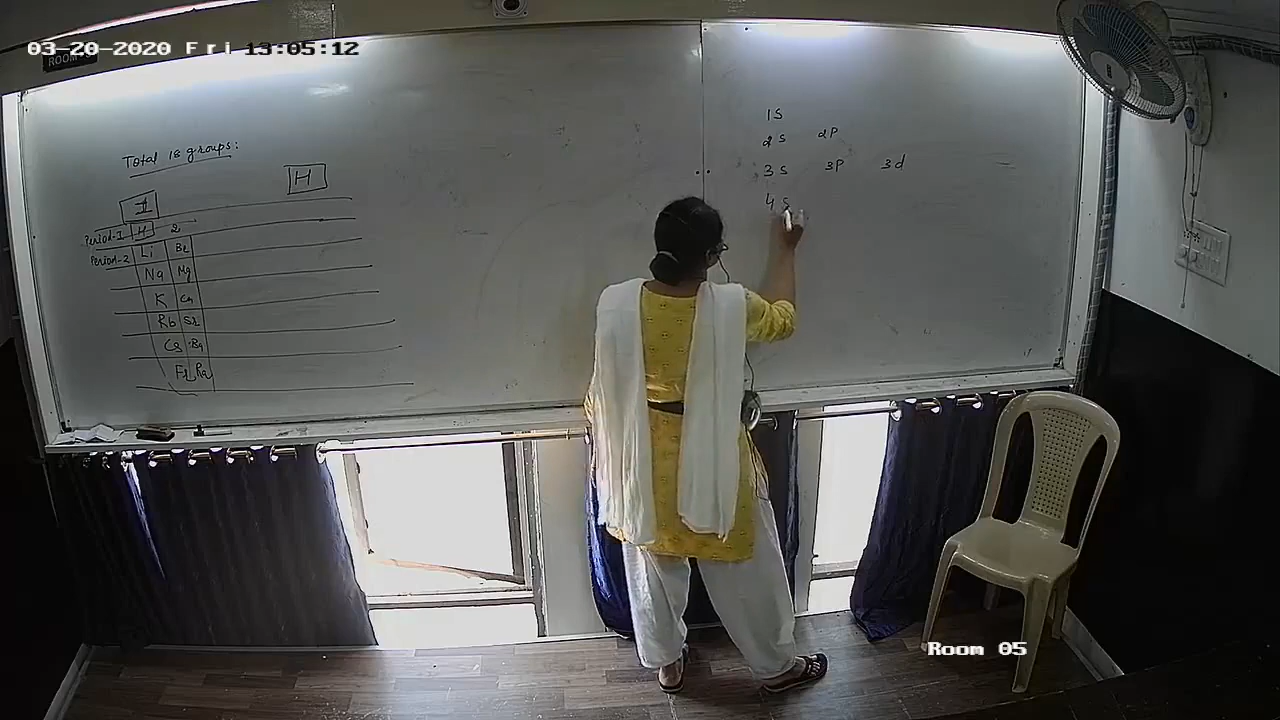 03-20-2020 Fri 13:05:12
ROOM
Total 18 groups:
H
1
Period-1 H 2
Period-2 Li Be
Na Mg
K Ca
Rb Sr
Cs Ba
Fr Ra
1S
2S 2P
3S 3P 3d
4S
Room 05